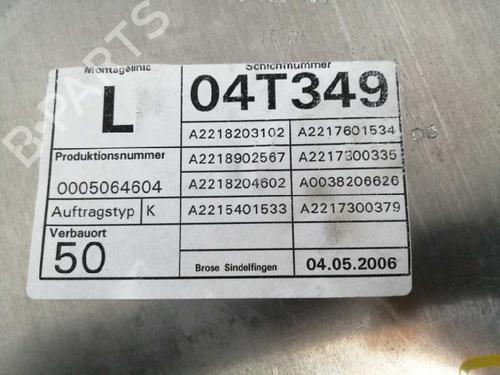 Montagelinie
L
Schichtnummer
04T349
Produktionsnummer
0005064604
Auftragstyp K
Verbauort
50
A2218203102 A2217601534
A2218902567 A2217300335
A2218204602 A0038206626
A2215401533 A2217300379
Brose Sindelfingen 04.05.2006
B-PARTS